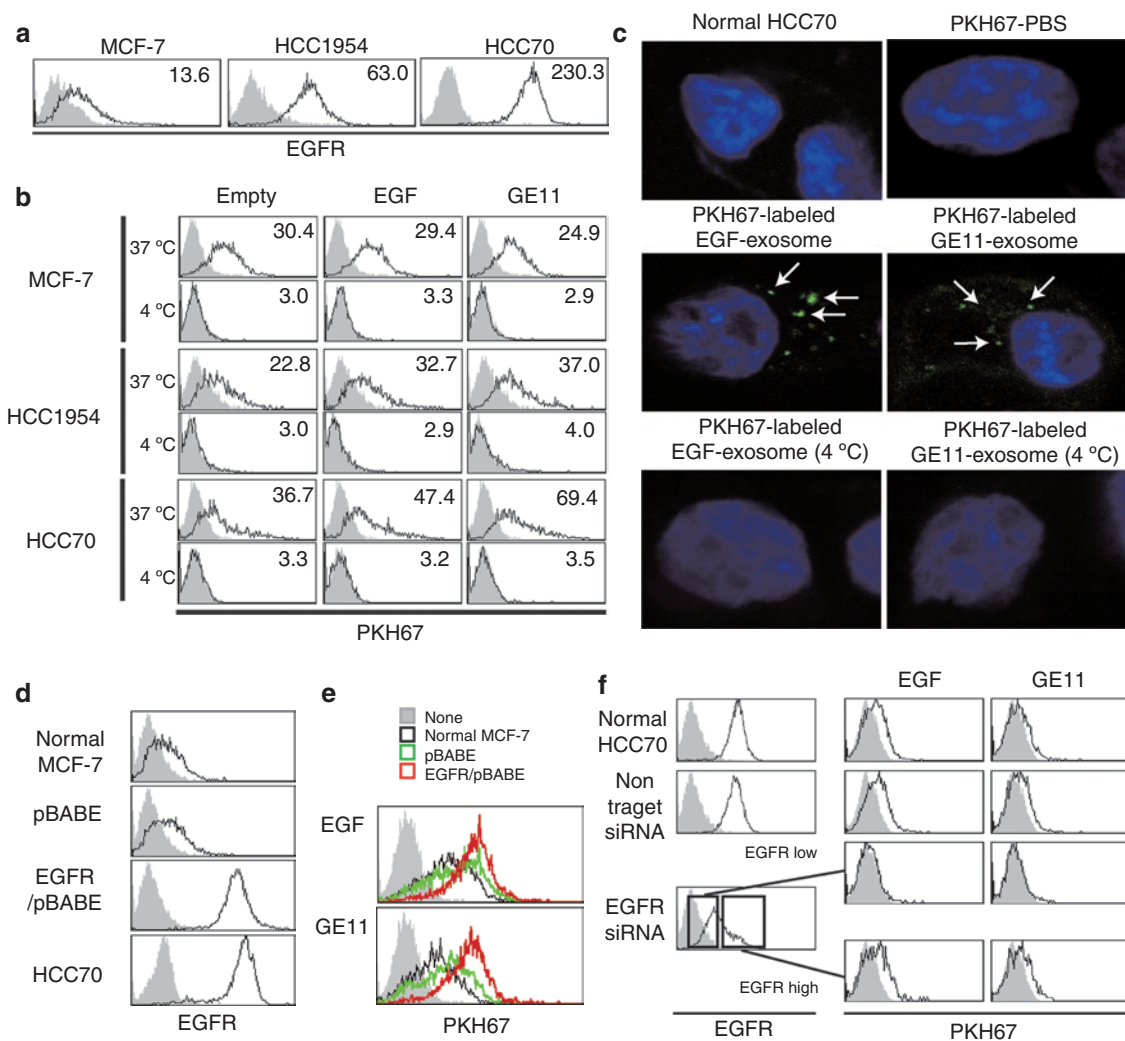 a
MCF-7 HCC1954 HCC70
13.6 63.0 230.3
EGFR
b
Empty EGF GE11
MCF-7
37 ºC 30.4 29.4 24.9
4 ºC 3.0 3.3 2.9
HCC1954
37 ºC 22.8 32.7 37.0
4 ºC 3.0 2.9 4.0
HCC70
37 ºC 36.7 47.4 69.4
4 ºC 3.3 3.2 3.5
PKH67
c
Normal HCC70 PKH67-PBS
PKH67-labeled
EGF-exosome
PKH67-labeled
GE11-exosome
PKH67-labeled
EGF-exosome (4 ºC)
PKH67-labeled
GE11-exosome (4 ºC)
d
Normal
MCF-7
pBABE
EGFR
/pBABE
HCC70
EGFR
e
None
Normal MCF-7
pBABE
EGFR/pBABE
EGF
GE11
PKH67
f
EGF GE11
Normal
HCC70
Non
traget
siRNA
EGFR low
EGFR
siRNA
EGFR high
EGFR
PKH67